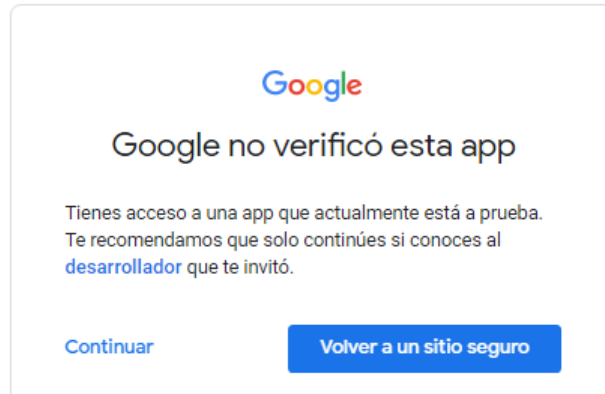 Google
Google no verificó esta app
Tienes acceso a una app que actualmente está a prueba.
Te recomendamos que solo continúes si conoces al
desarrollador que te invitó.
Continuar
Volver a un sitio seguro